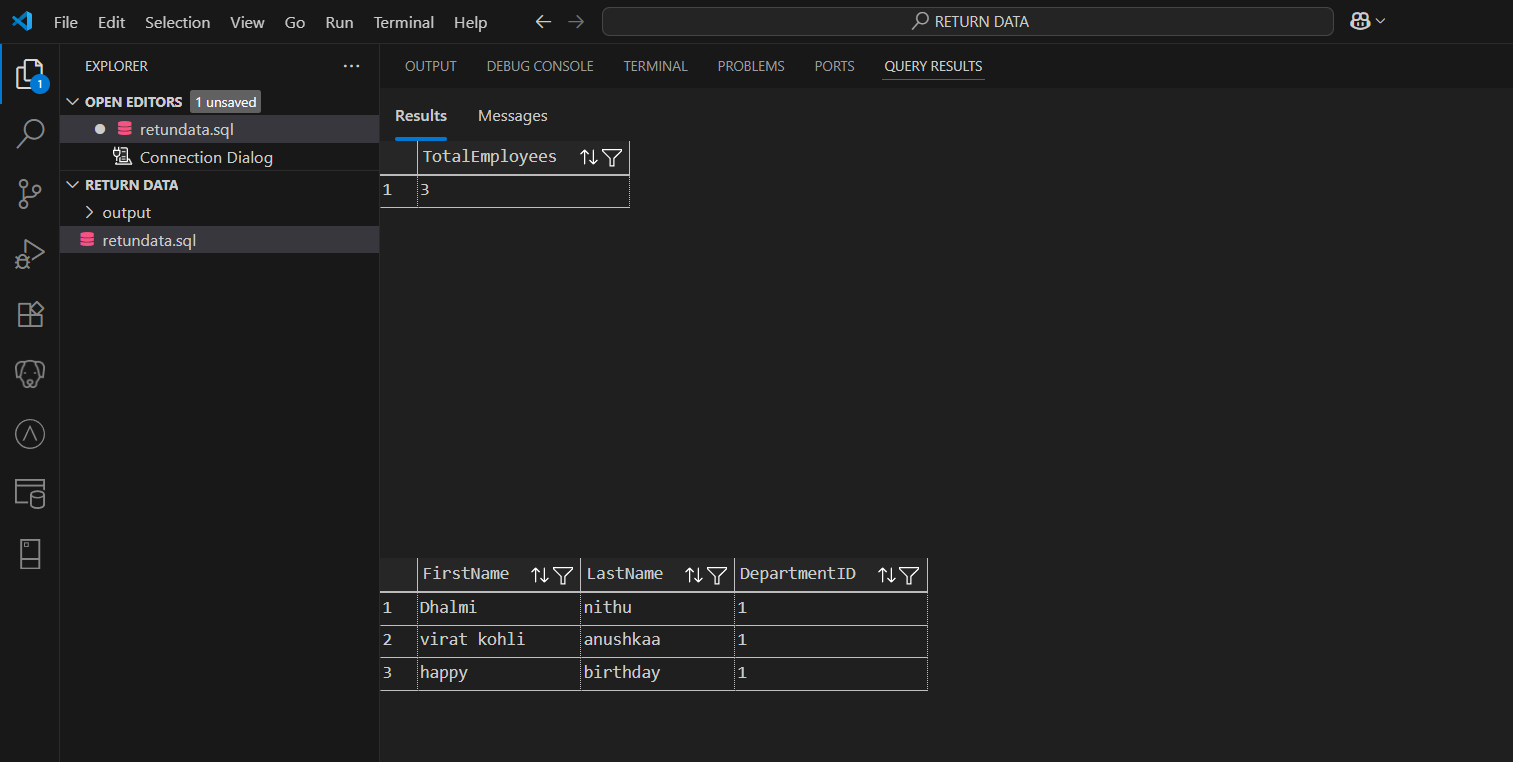 File Edit Selection View Go Run Terminal Help RETURN DATA
EXPLORER
OPEN EDITORS 1 unsaved
retundata.sql
Connection Dialog
RETURN DATA
output
retundata.sql
1
OUTPUT DEBUG CONSOLE TERMINAL PROBLEMS PORTS QUERY RESULTS
Results Messages
TotalEmployees
1 3
FirstName LastName DepartmentID
1 Dhalmi nithu 1
2 virat kohli anushkaa 1
3 happy birthday 1